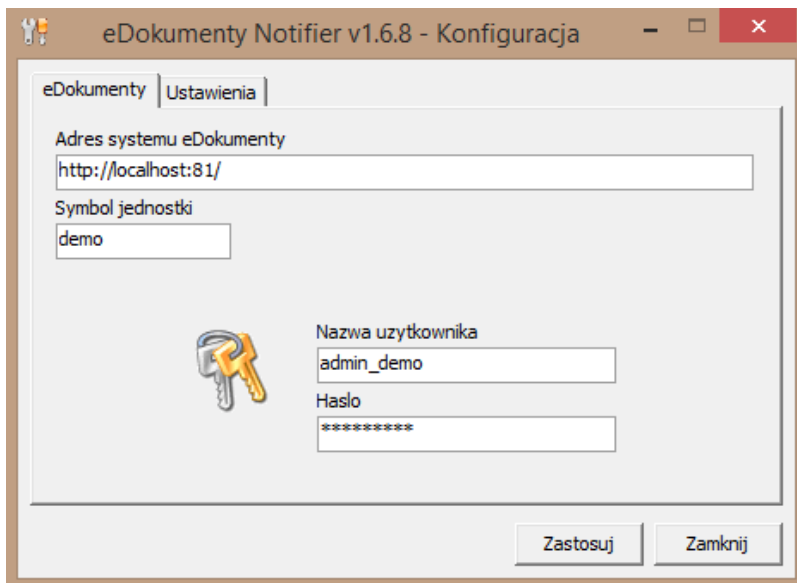 eDokumenty Notifier v1.6.8 - Konfiguracja
eDokumenty
Ustawienia
Adres systemu eDokumenty
http://localhost:81/
Symbol jednostki
demo
Nazwa uzytkownika
admin_demo
Haslo
*********
Zastosuj
Zamknij